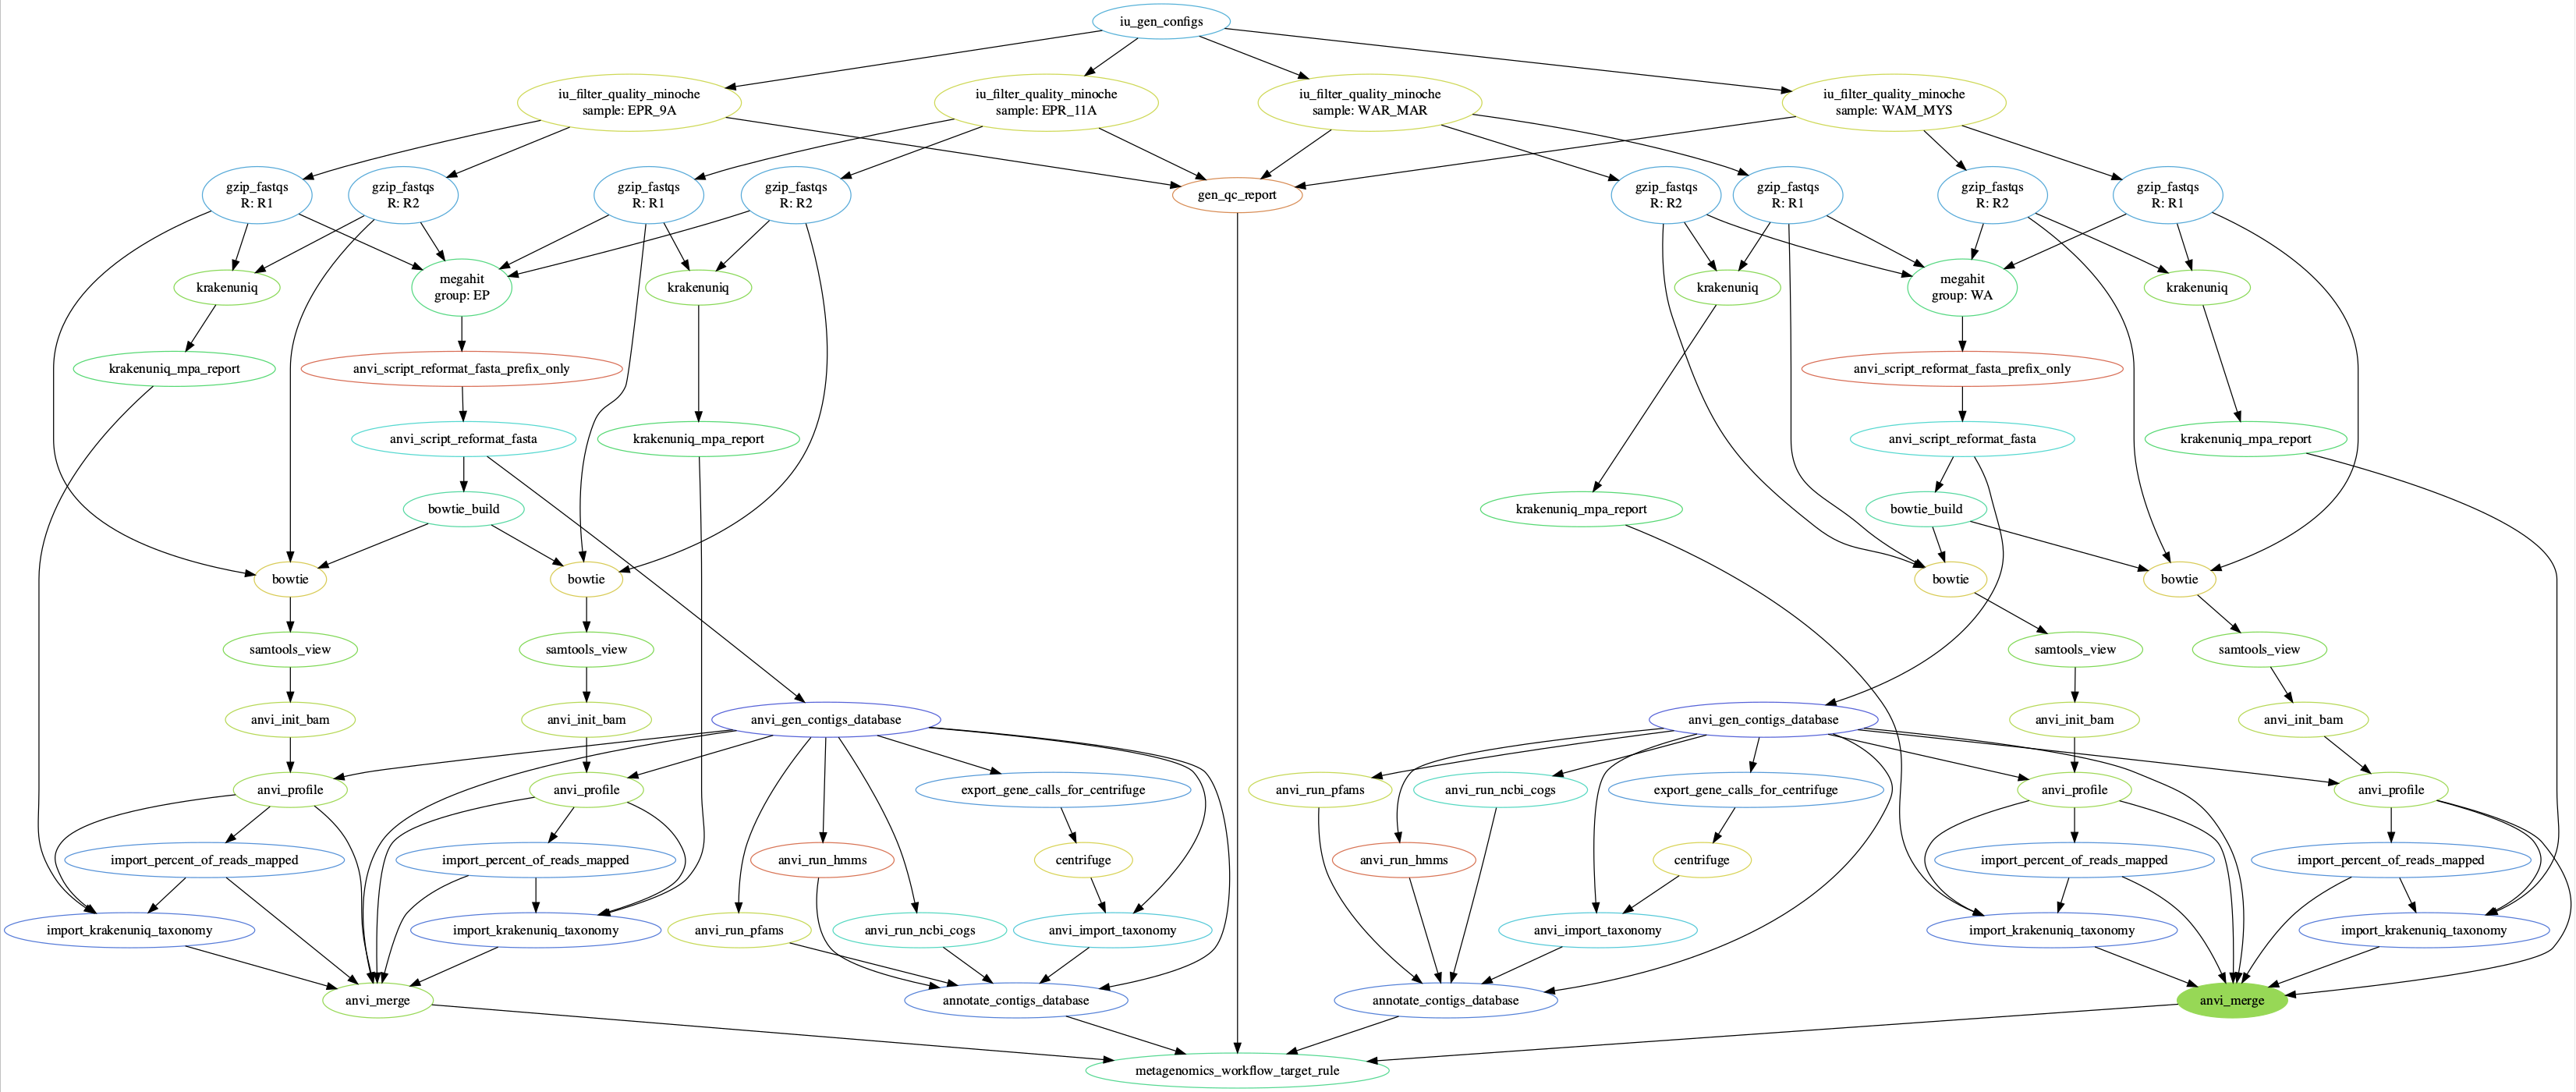 iu_gen_configs
iu_filter_quality_minoche
sample: EPR_9A
iu_filter_quality_minoche
sample: EPR_11A
iu_filter_quality_minoche
sample: WAR_MAR
iu_filter_quality_minoche
sample: WAM_MYS
gzip_fastqs
R: R1
gzip_fastqs
R: R2
gzip_fastqs
R: R1
gzip_fastqs
R: R2
gen_qc_report
gzip_fastqs
R: R2
gzip_fastqs
R: R1
gzip_fastqs
R: R2
gzip_fastqs
R: R1
krakenuniq
megahit
group: EP
krakenuniq
krakenuniq
megahit
group: WA
krakenuniq
krakenuniq_mpa_report
anvi_script_reformat_fasta_prefix_only
anvi_script_reformat_fasta_prefix_only
anvi_script_reformat_fasta
krakenuniq_mpa_report
anvi_script_reformat_fasta
krakenuniq_mpa_report
bowtie_build
krakenuniq_mpa_report
bowtie_build
bowtie
bowtie
bowtie
bowtie
samtools_view
samtools_view
samtools_view
samtools_view
anvi_init_bam
anvi_init_bam
anvi_gen_contigs_database
anvi_gen_contigs_database
anvi_init_bam
anvi_init_bam
anvi_profile
anvi_profile
export_gene_calls_for_centrifuge
anvi_run_pfams
anvi_run_ncbi_cogs
export_gene_calls_for_centrifuge
anvi_profile
anvi_profile
import_percent_of_reads_mapped
import_percent_of_reads_mapped
anvi_run_hmms
centrifuge
anvi_run_hmms
centrifuge
import_percent_of_reads_mapped
import_percent_of_reads_mapped
import_krakenuniq_taxonomy
import_krakenuniq_taxonomy
anvi_run_pfams
anvi_run_ncbi_cogs
anvi_import_taxonomy
anvi_import_taxonomy
import_krakenuniq_taxonomy
import_krakenuniq_taxonomy
anvi_merge
annotate_contigs_database
annotate_contigs_database
anvi_merge
metagenomics_workflow_target_rule